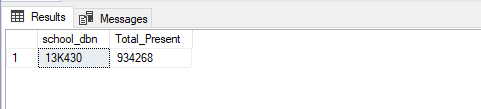 Results Messages
school_dbn Total_Present
1 13K430 934268